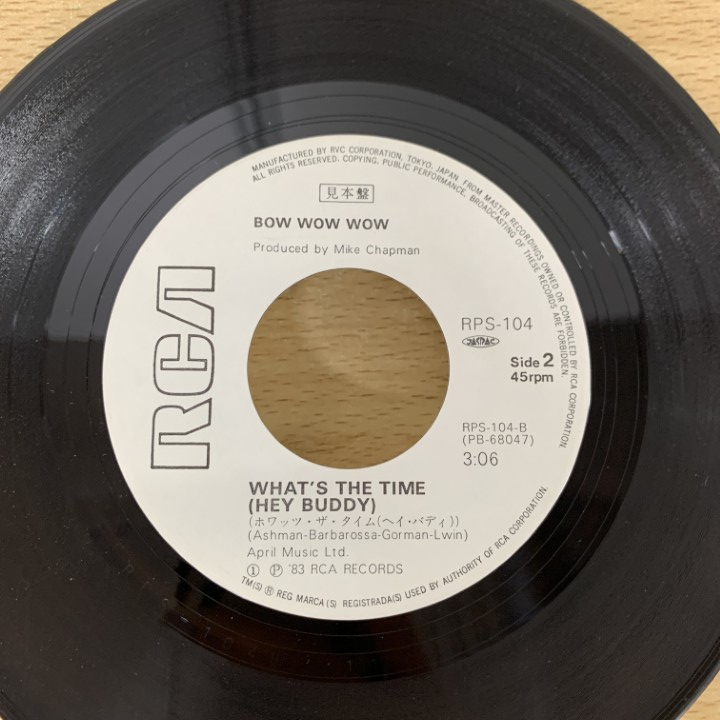 MANUFACTURED BY RVC CORPORATION, TOKYO, JAPAN. FROM MASTER RECORDINGS OWNED OR CONTROLLED BY RCA CORPORATION.
ALL RIGHTS RESERVED. COPYING, PUBLIC PERFORMANCE, BROADCASTING OF THESE RECORDS ARE FORBIDDEN.
見本盤
BOW WOW WOW
Produced by Mike Chapman
RCA
RPS-104
JASRAC
Side 2
45rpm
RPS-104-B
(PB-68047)
3:06
WHAT'S THE TIME
(HEY BUDDY)
(ホワッツ・ザ・タイム(ヘイ・バディ))
(Ashman-Barbarossa-Gorman-Lwin)
April Music Ltd.
① Ⓟ '83 RCA RECORDS
TM(S) ® REG MARCA(S) REGISTRADA(S) USED BY AUTHORITY OF RCA CORPORATION.